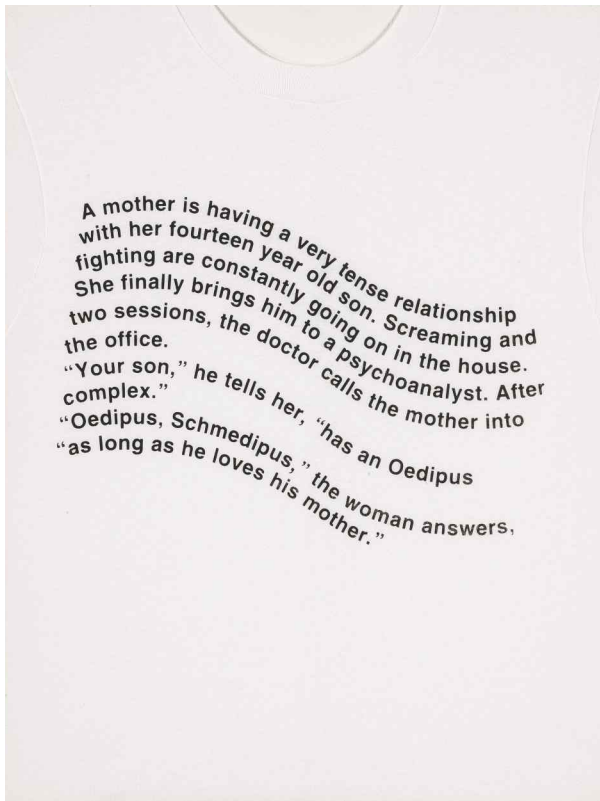 A mother is having a very tense relationship
with her fourteen year old son. Screaming and
fighting are constantly going on in the house.
She finally brings him to a psychoanalyst. After
two sessions, the doctor calls the mother into
the office.
“Your son,” he tells her, “has an Oedipus
complex.”
“Oedipus, Schmedipus,” the woman answers,
“as long as he loves his mother.”